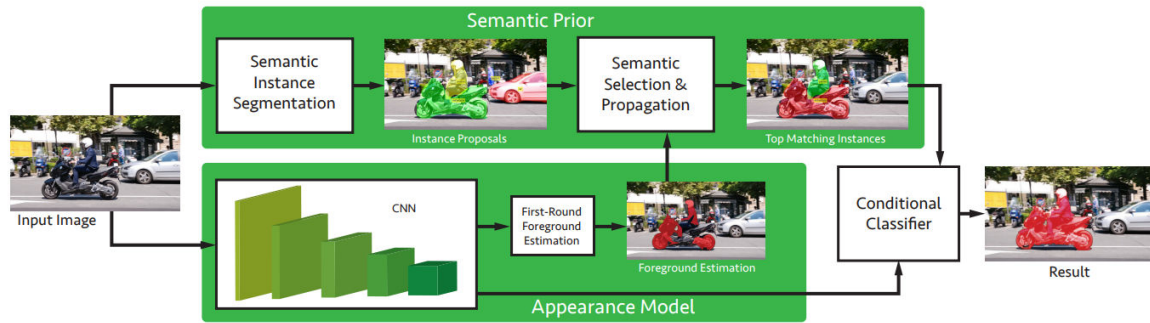 Semantic Prior
Semantic
Instance
Segmentation
Instance Proposals
Semantic
Selection &
Propagation
Top Matching Instances
Input Image
CNN
First-Round
Foreground
Estimation
Foreground Estimation
Appearance Model
Conditional
Classifier
Result